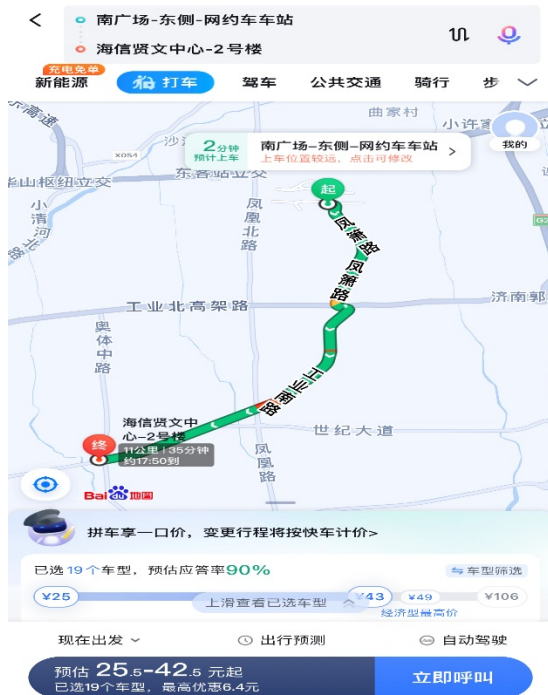 南广场-东侧-网约车车站
海信贤文中心-2号楼
充电免单
新能源
打车
驾车
公共交通
骑行
步
曲家村
小许家
我的
2分钟
预计上车
南广场-东侧-网约车车站
上车位置较远，点击可修改 >
X054
东客站立交
华山枢纽立交
小清河
凤凰北路
起
凤箫路
凤箫路
工业北高架路
济南郭
奥体中路
工业南路
世纪大道
凤凰路
海信贤文中
心-2号楼
终
11公里 | 35分钟
约17:50到
Bai du 地图
拼车享一口价，变更行程将按快车计价>
已选19个车型，预估应答率90%
车型筛选
¥25
上滑查看已选车型
¥43
¥49
¥106
经济型最高价
现在出发
出行预测
自动驾驶
预估 25.5-42.5 元起
已选19个车型，最高优惠6.4元
立即呼叫